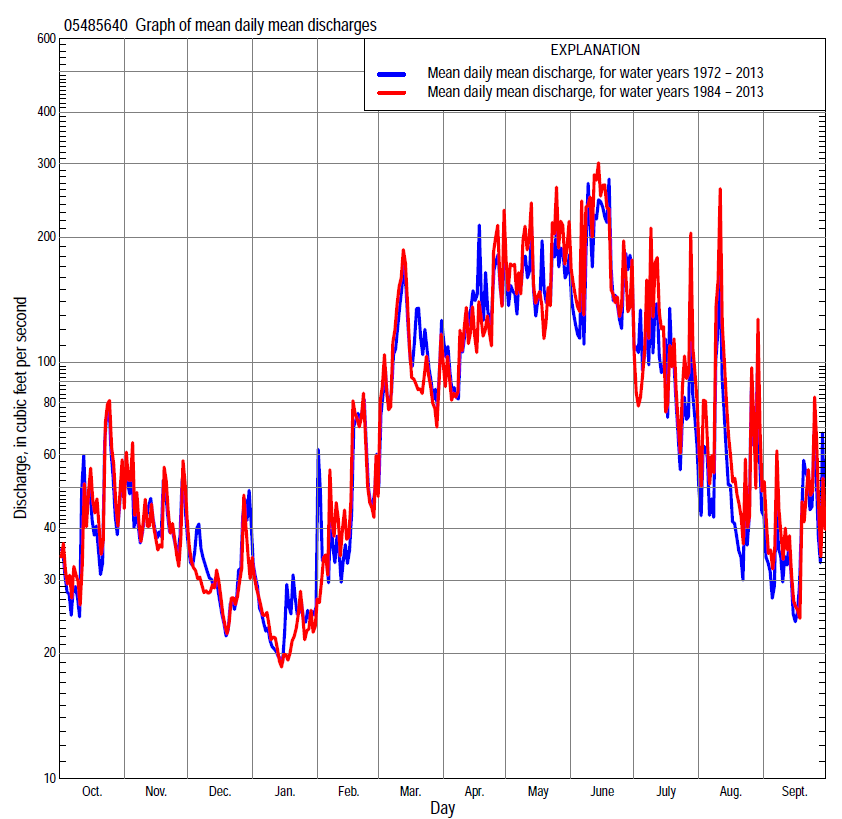 05485640 Graph of mean daily mean discharges
EXPLANATION
Mean daily mean discharge, for water years 1972 – 2013
Mean daily mean discharge, for water years 1984 – 2013
Discharge, in cubic feet per second
600
400
300
200
100
80
60
40
30
20
10
Oct. Nov. Dec. Jan. Feb. Mar. Apr. May June July Aug. Sept.
Day